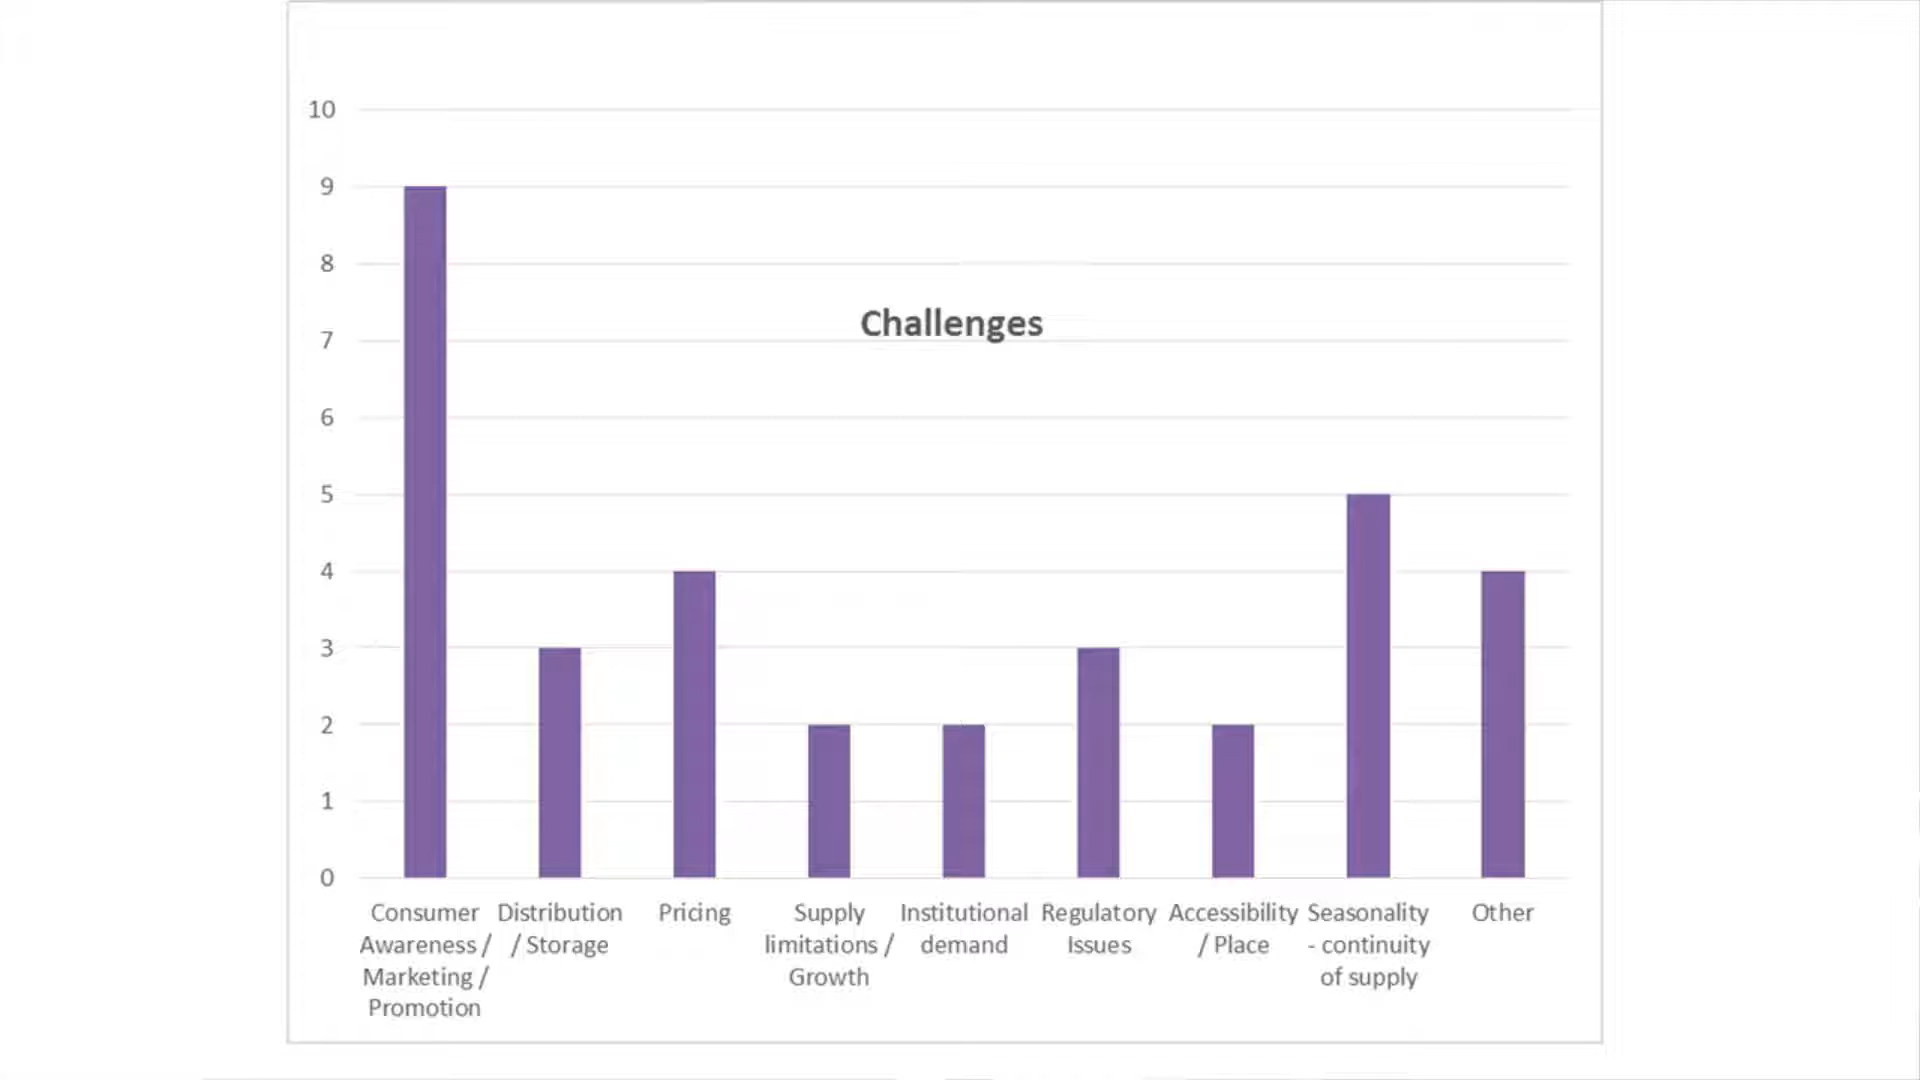 10
9
8
Challenges
7
6
5
4
3
2
1
0
Consumer Awareness / Marketing / Promotion
Distribution / Storage
Pricing
Supply limitations / Growth
Institutional demand
Regulatory Issues
Accessibility / Place
Seasonality - continuity of supply
Other